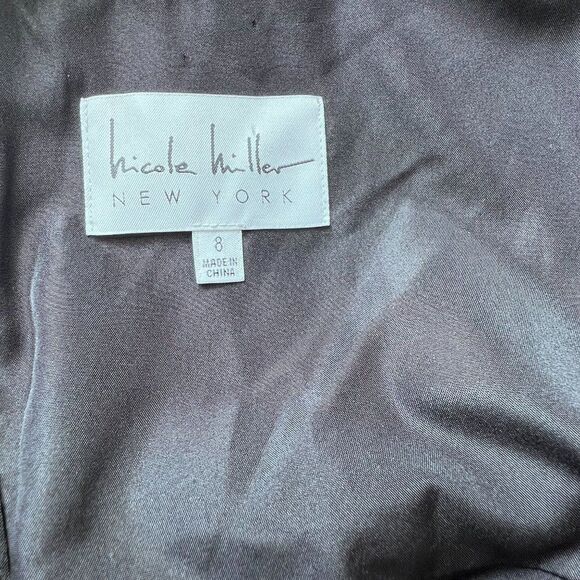 nicole miller
NEW YORK
8
MADE IN
CHINA